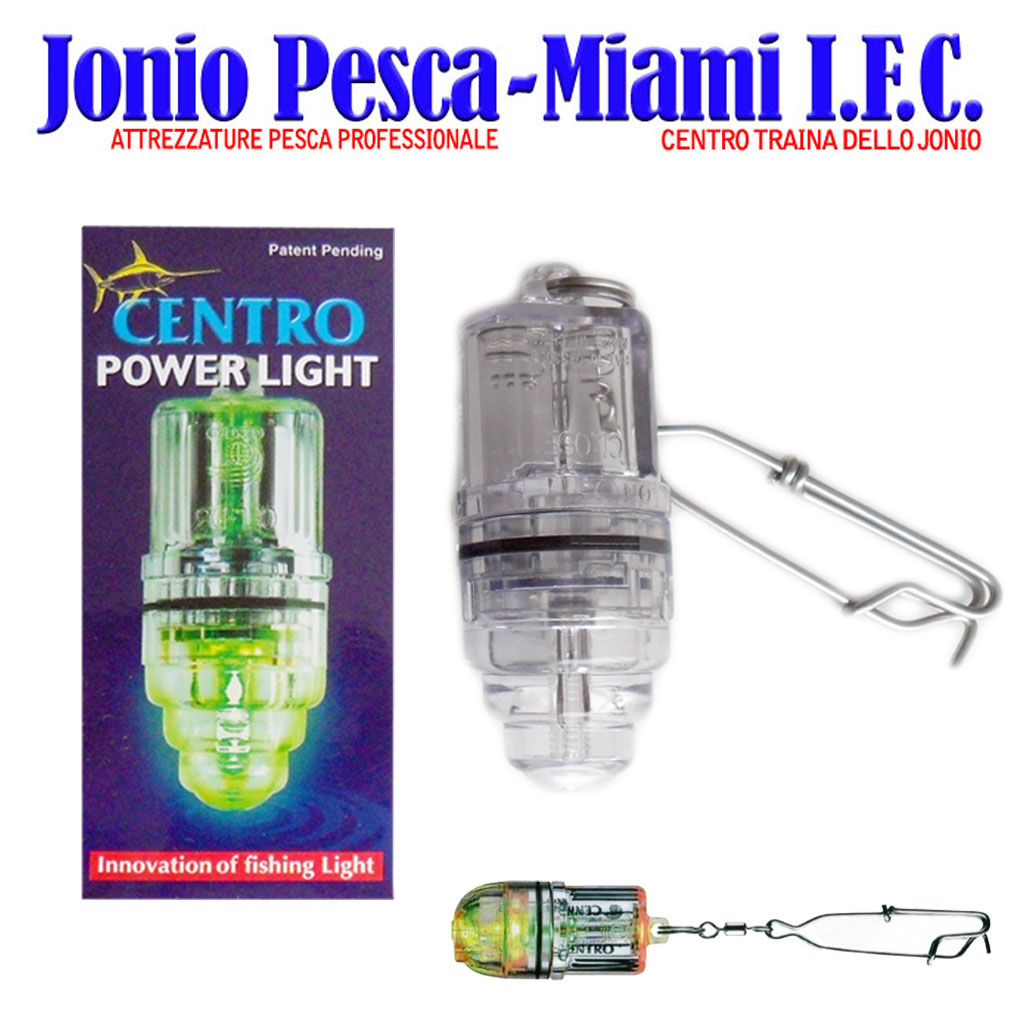 Jonio Pesca-Miami I.F.C.
ATTREZZATURE PESCA PROFESSIONALE
CENTRO TRAINA DELLO JONIO
Patent Pending
CENTRO
POWER LIGHT
Innovation of fishing Light